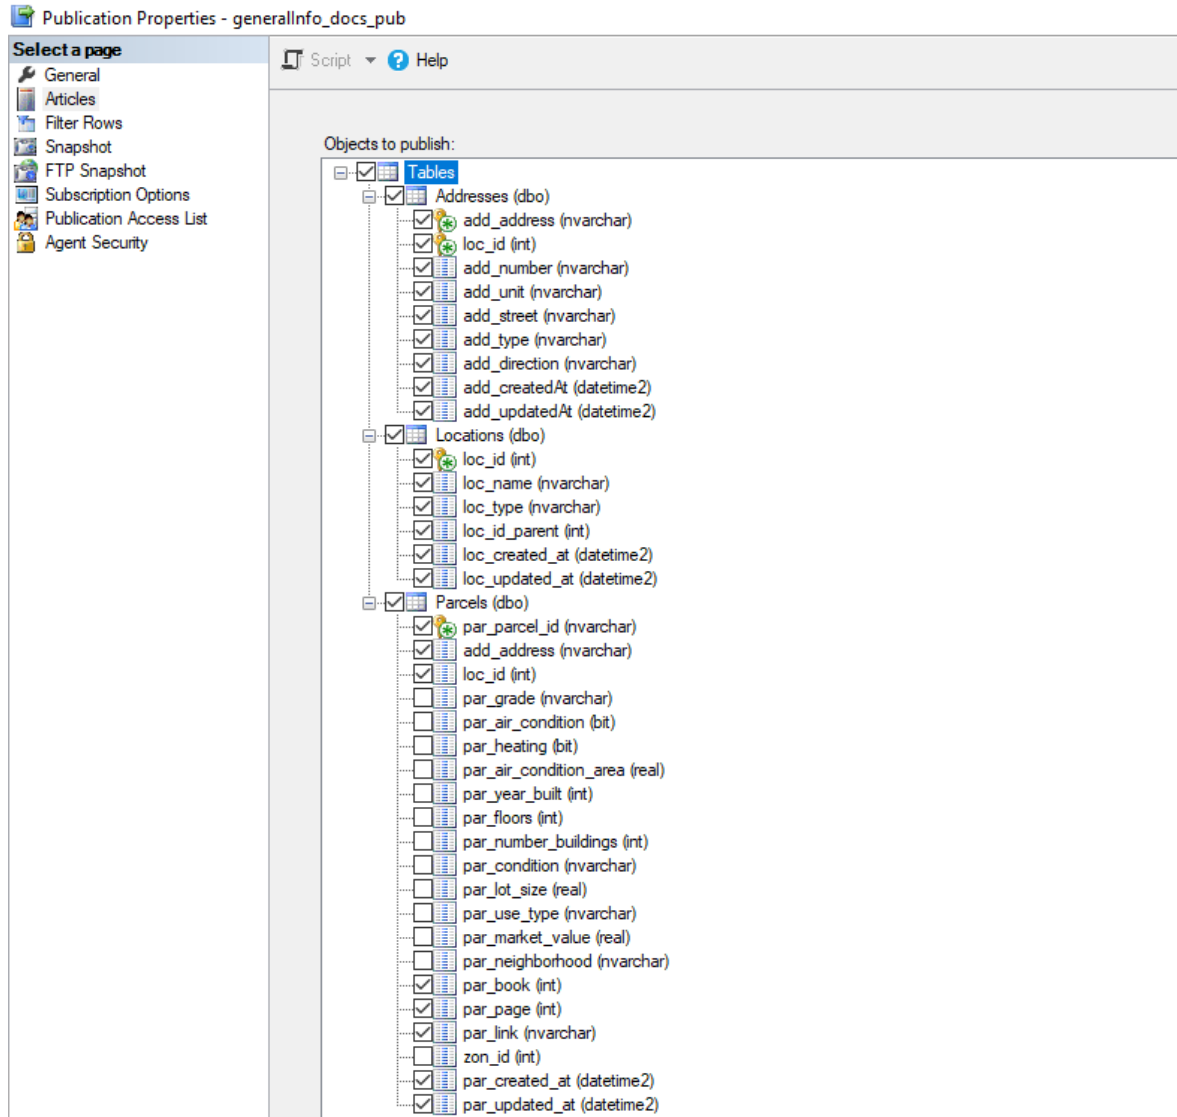 Publication Properties - generalInfo_docs_pub
Select a page
General
Articles
Filter Rows
Snapshot
FTP Snapshot
Subscription Options
Publication Access List
Agent Security
Script
Help
Objects to publish:
Tables
Addresses (dbo)
add_address (nvarchar)
loc_id (int)
add_number (nvarchar)
add_unit (nvarchar)
add_street (nvarchar)
add_type (nvarchar)
add_direction (nvarchar)
add_createdAt (datetime2)
add_updatedAt (datetime2)
Locations (dbo)
loc_id (int)
loc_name (nvarchar)
loc_type (nvarchar)
loc_id_parent (int)
loc_created_at (datetime2)
loc_updated_at (datetime2)
Parcels (dbo)
par_parcel_id (nvarchar)
add_address (nvarchar)
loc_id (int)
par_grade (nvarchar)
par_air_condition (bit)
par_heating (bit)
par_air_condition_area (real)
par_year_built (int)
par_floors (int)
par_number_buildings (int)
par_condition (nvarchar)
par_lot_size (real)
par_use_type (nvarchar)
par_market_value (real)
par_neighborhood (nvarchar)
par_book (int)
par_page (int)
par_link (nvarchar)
zon_id (int)
par_created_at (datetime2)
par_updated_at (datetime2)